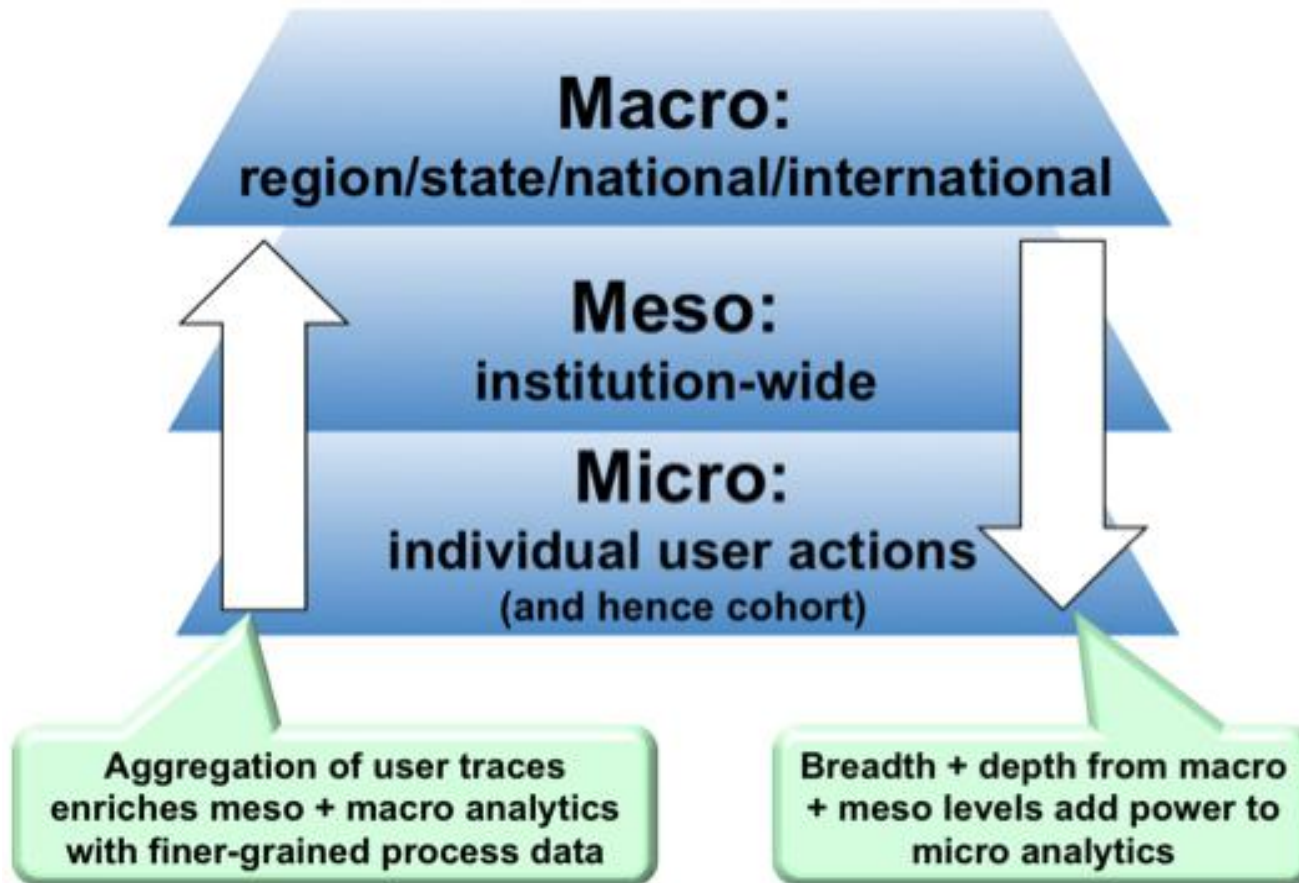 Macro:
region/state/national/international
Meso:
institution-wide
Micro:
individual user actions
(and hence cohort)
Aggregation of user traces
enriches meso + macro analytics
with finer-grained process data
Breadth + depth from macro
+ meso levels add power to
micro analytics